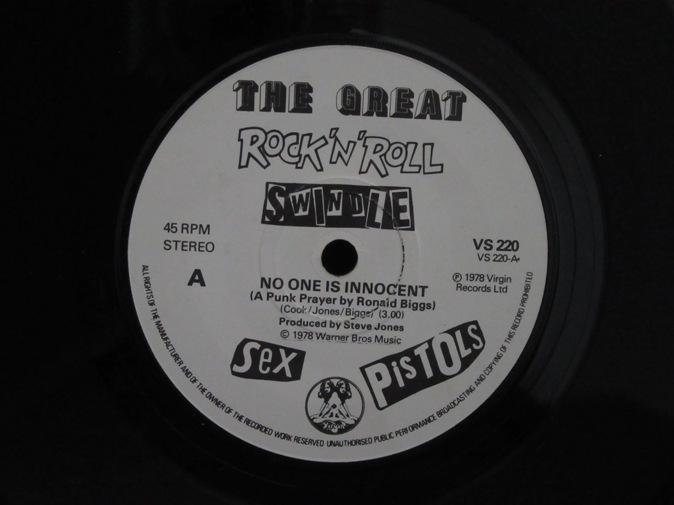 THE GREAT
ROCK 'N' ROLL
SWINDLE
45 RPM
STEREO
A
VS 220
VS 220-A
℗ 1978 Virgin
Records Ltd
NO ONE IS INNOCENT
(A Punk Prayer by Ronald Biggs)
(Cook/Jones/Biggs) (3.00)
Produced by Steve Jones
© 1978 Warner Bros Music
SEX
PISTOLS
Virgin
ALL RIGHTS OF THE MANUFACTURER AND OF THE OWNER OF THE RECORDED WORK RESERVED UNAUTHORISED PUBLIC PERFORMANCE BROADCASTING AND COPYING OF THIS RECORD PROHIBITED